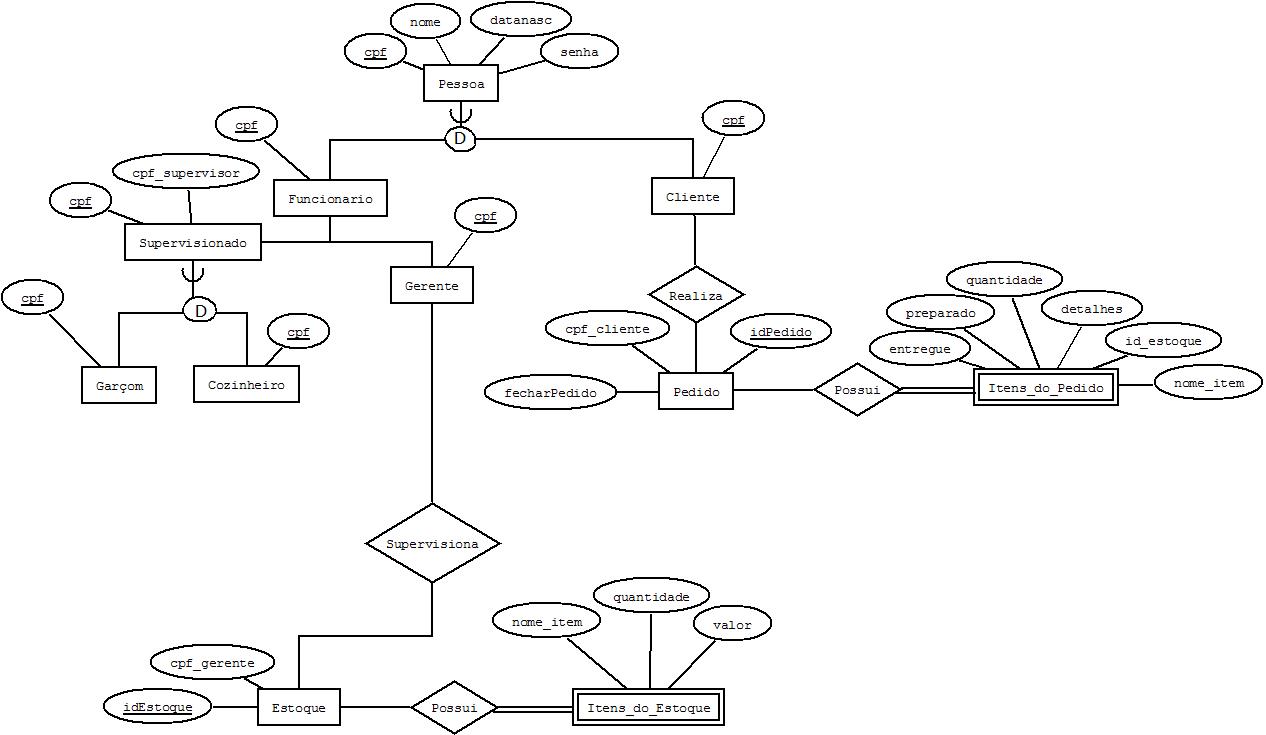 nome
datanasc
cpf
senha
Pessoa
cpf
D
cpf
cpf_supervisor
cpf
Funcionario
Cliente
cpf
Supervisionado
Gerente
cpf
D
cpf
Garçom
Cozinheiro
Realiza
cpf_cliente
idPedido
fecharPedido
Pedido
Possui
quantidade
preparado
detalhes
entregue
id_estoque
Itens_do_Pedido
nome_item
Supervisiona
nome_item
quantidade
valor
cpf_gerente
idEstoque
Estoque
Possui
Itens_do_Estoque